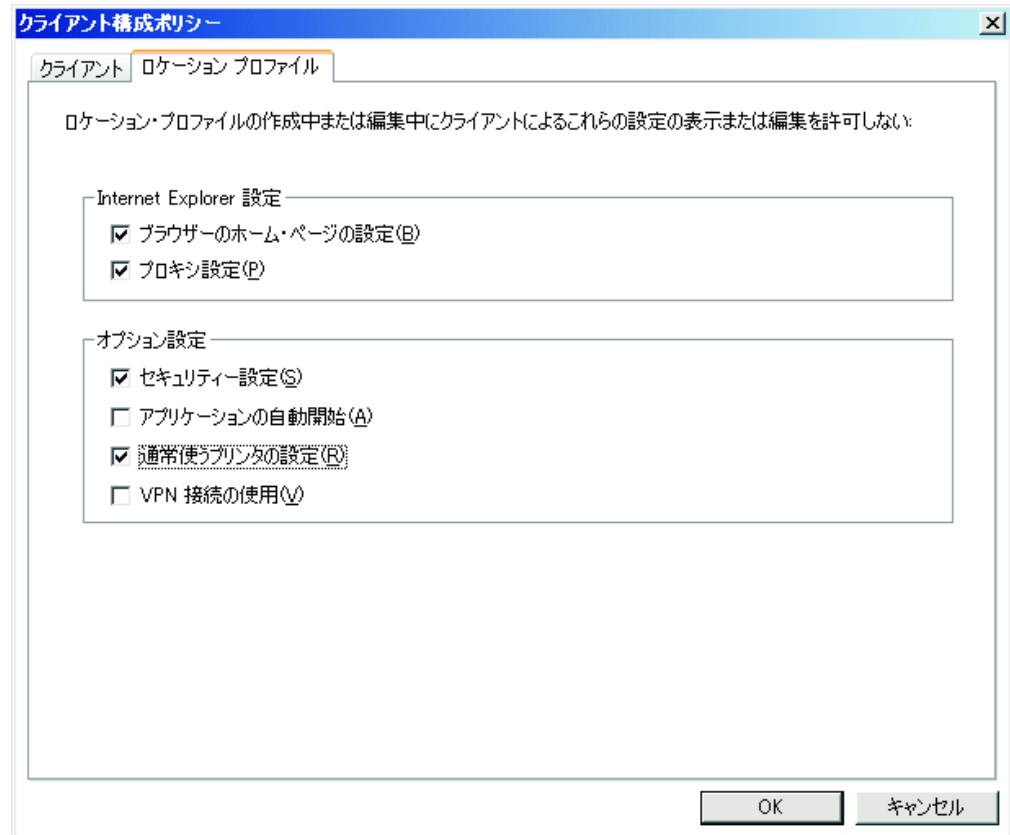 クライアント構成ポリシー
クライアント
ロケーション プロファイル
ロケーション・プロファイルの作成中または編集中にクライアントによるこれらの設定の表示または編集を許可しない:
Internet Explorer 設定
ブラウザーのホーム・ページの設定(B)
プロキシ設定(P)
オプション設定
セキュリティー設定(S)
アプリケーションの自動開始(A)
通常使うプリンタの設定(R)
VPN 接続の使用(V)
OK
キャンセル